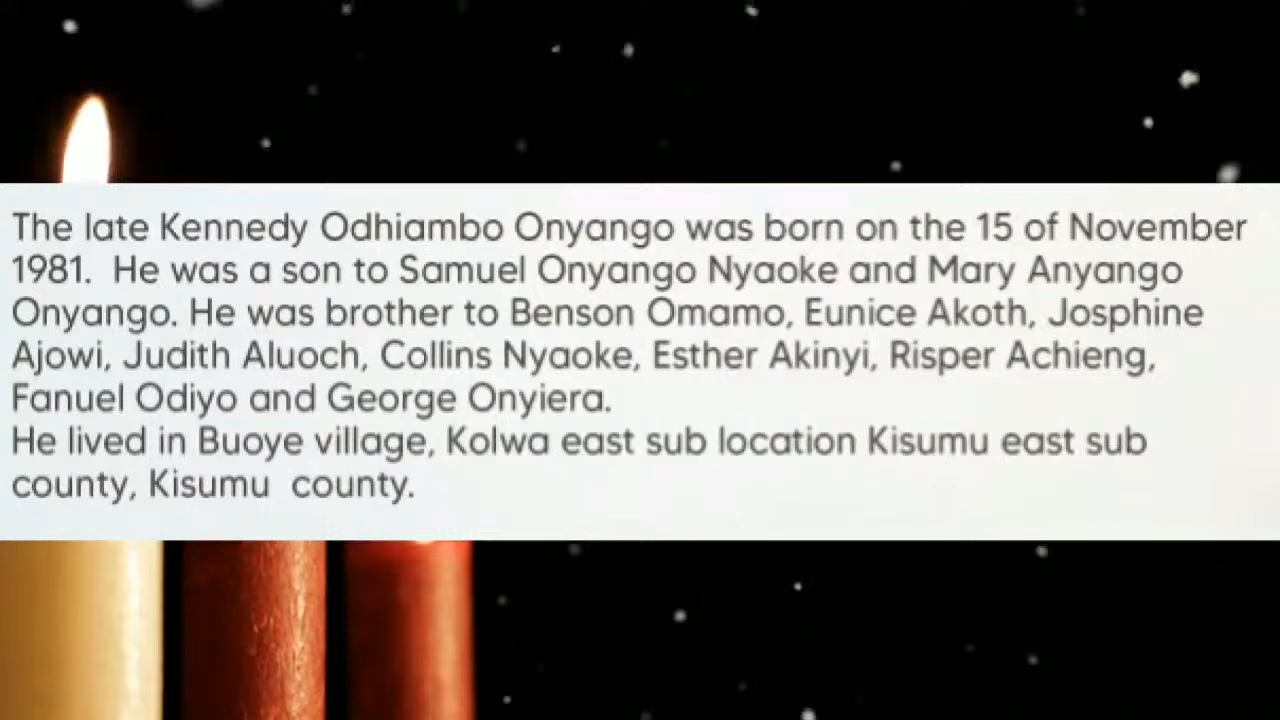 The late Kennedy Odhiambo Onyango was born on the 15 of November
1981.  He was a son to Samuel Onyango Nyaoke and Mary Anyango
Onyango. He was brother to Benson Omamo, Eunice Akoth, Josphine
Ajowi, Judith Aluoch, Collins Nyaoke, Esther Akinyi, Risper Achieng,
Fanuel Odiyo and George Onyiera.
He lived in Buoye village, Kolwa east sub location Kisumu east sub
county, Kisumu  county.